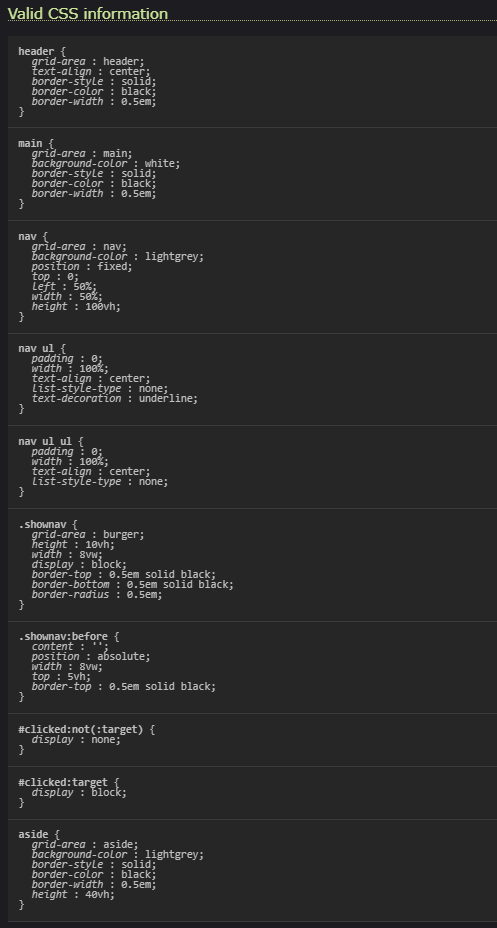 Valid CSS information
header {
grid-area : header;
text-align : center;
border-style : solid;
border-color : black;
border-width : 0.5em;
}
main {
grid-area : main;
background-color : white;
border-style : solid;
border-color : black;
border-width : 0.5em;
}
nav {
grid-area : nav;
background-color : lightgrey;
position : fixed;
top : 0;
left : 50%;
width : 50%;
height : 100vh;
}
nav ul {
padding : 0;
width : 100%;
text-align : center;
list-style-type : none;
text-decoration : underline;
}
nav ul ul {
padding : 0;
width : 100%;
text-align : center;
list-style-type : none;
}
.shownav {
grid-area : burger;
height : 10vh;
width : 8vw;
display : block;
border-top : 0.5em solid black;
border-bottom : 0.5em solid black;
border-radius : 0.5em;
}
.shownav:before {
content : '';
position : absolute;
width : 8vw;
top : 5vh;
border-top : 0.5em solid black;
}
#clicked:not(:target) {
display : none;
}
#clicked:target {
display : block;
}
aside {
grid-area : aside;
background-color : lightgrey;
border-style : solid;
border-color : black;
border-width : 0.5em;
height : 40vh;
}